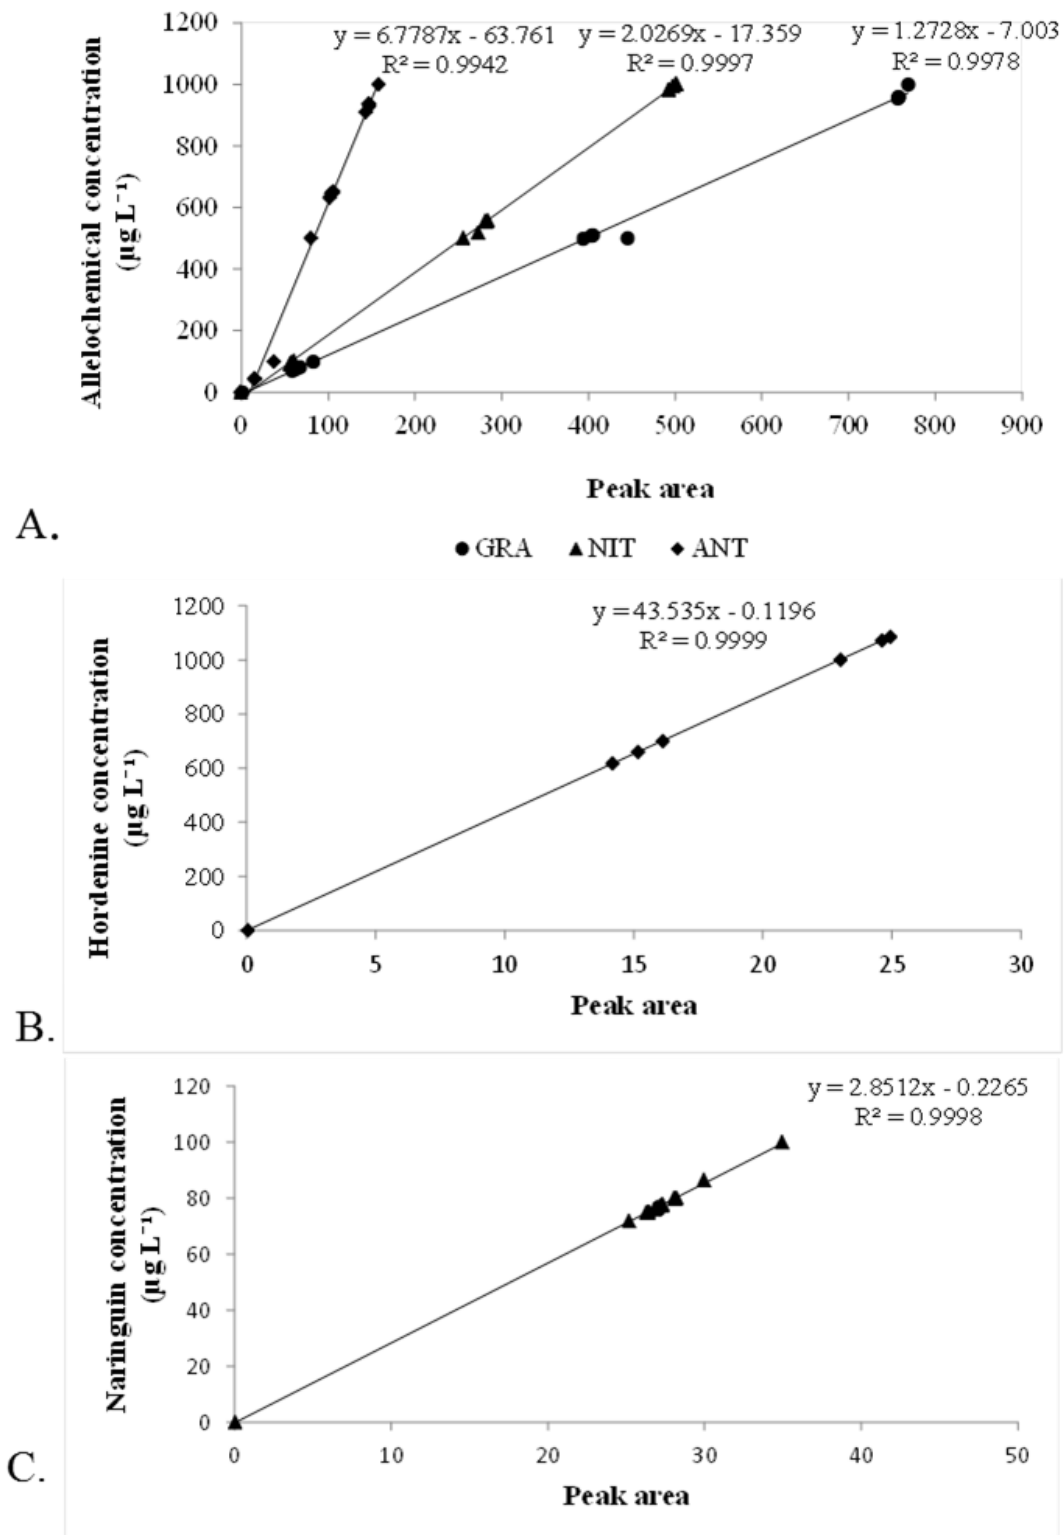 1200
1000
800
600
400
200
0
y = 6.7787x - 63.761
R² = 0.9942
y = 2.0269x - 17.359
R² = 0.9997
y = 1.2728x - 7.003
R² = 0.9978
Allelochemical concentration
(µg L⁻¹)
0 100 200 300 400 500 600 700 800 900
Peak area
A.
GRA NIT ANT
1200
1000
800
600
400
200
0
y = 43.535x - 0.1196
R² = 0.9999
Hordenine concentration
(µg L⁻¹)
0 5 10 15 20 25 30
Peak area
B.
120
100
80
60
40
20
0
y = 2.8512x - 0.2265
R² = 0.9998
Naringuin concentration
(µg L⁻¹)
0 10 20 30 40 50
Peak area
C.